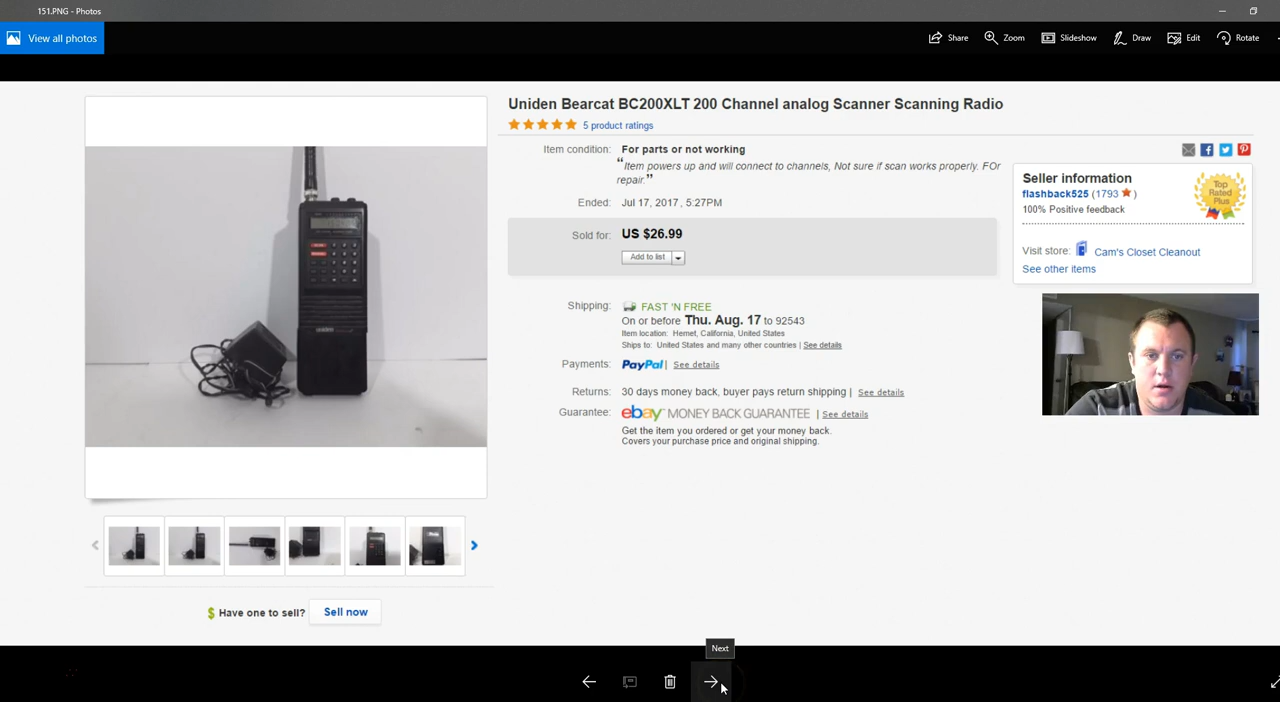 151.PNG - Photos
View all photos
Share
Zoom
Slideshow
Draw
Edit
Rotate
Uniden Bearcat BC200XLT 200 Channel analog Scanner Scanning Radio
5 product ratings
Item condition: For parts or not working
“Item powers up and will connect to channels, Not sure if scan works properly. FOr
repair.”
Ended: Jul 17, 2017 , 5:27PM
Sold for: US $26.99
Add to list
Shipping: FAST 'N FREE
On or before Thu. Aug. 17 to 92543
Item location: Hemet, California, United States
Ships to: United States and many other countries | See details
Payments: PayPal | See details
Returns: 30 days money back, buyer pays return shipping | See details
Guarantee: ebay MONEY BACK GUARANTEE | See details
Get the item you ordered or get your money back.
Covers your purchase price and original shipping.
Seller information
flashback525 (1793 )
100% Positive feedback
Top
Rated
Plus
Visit store: Cam's Closet Cleanout
See other items
$ Have one to sell? Sell now
Next